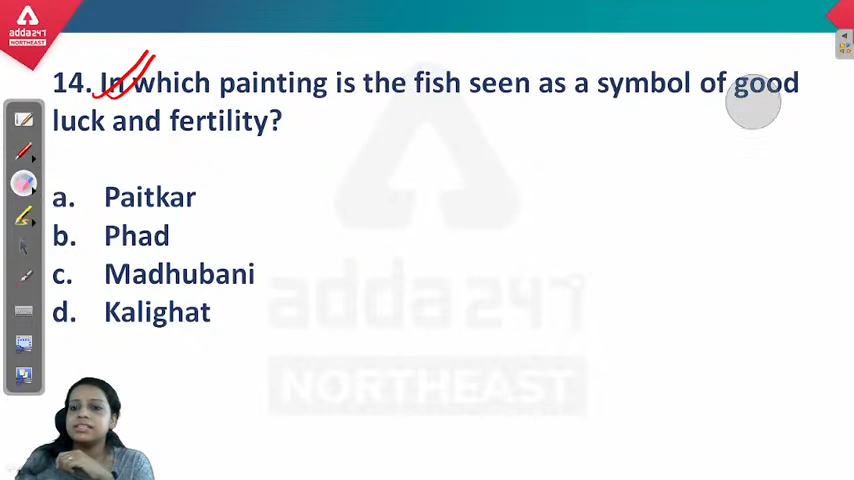 adda247
NORTHEAST
14. In which painting is the fish seen as a symbol of good
luck and fertility?
a. Paitkar
b. Phad
c. Madhubani
d. Kalighat
adda247
NORTHEAST